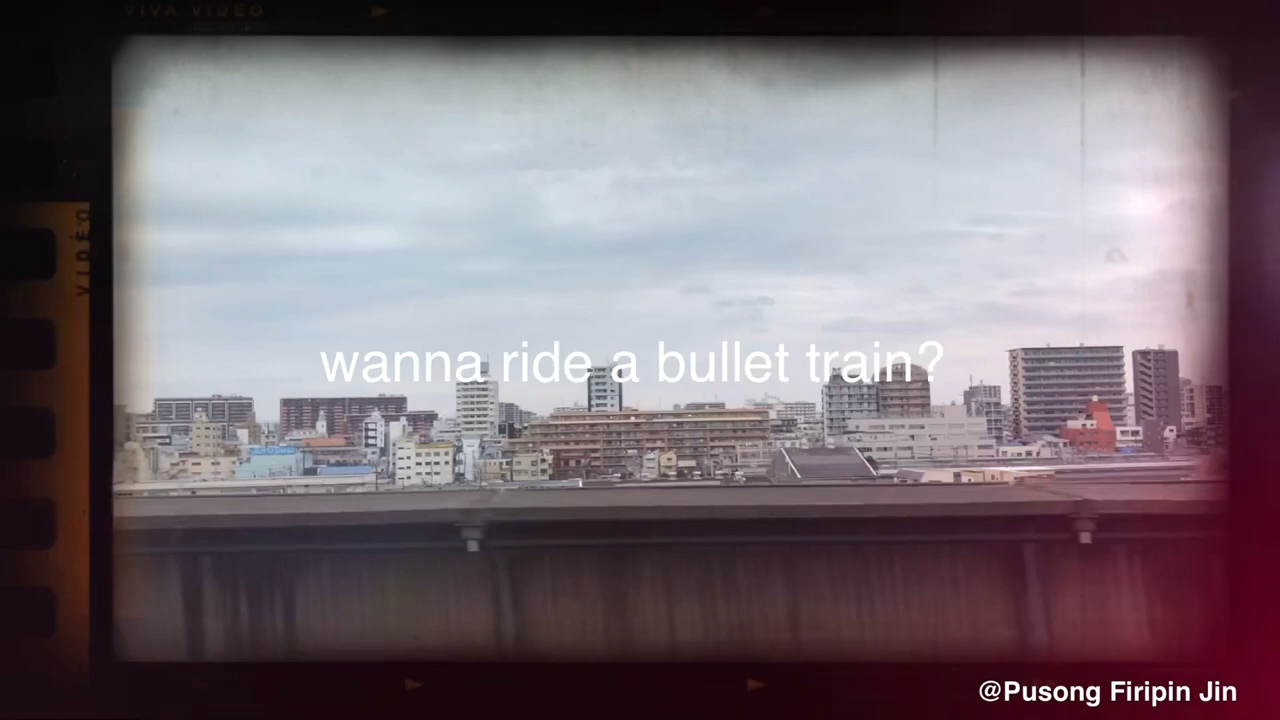 VIVA VIDEO
VIDEO
wanna ride a bullet train?
@Pusong Firipin Jin